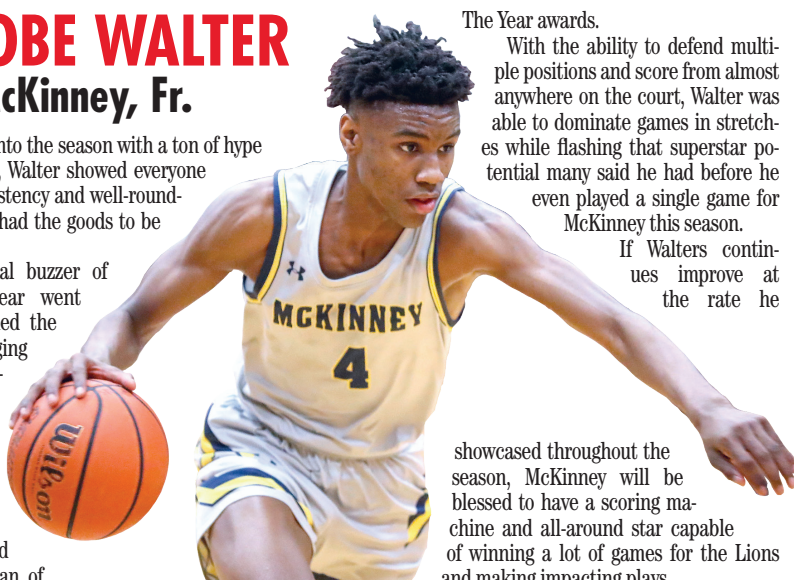 OBE WALTER
cKinney, Fr.
nto the season with a ton of hype
, Walter showed everyone
stency and well-round-
had the goods to be
al buzzer of
ear went
ed the
ging
-
d
an of
The Year awards.
With the ability to defend multi-
ple positions and score from almost
anywhere on the court, Walter was
able to dominate games in stretch-
es while flashing that superstar po-
tential many said he had before he
even played a single game for
McKinney this season.
If Walters contin-
ues improve at
the rate he
showcased throughout the
season, McKinney will be
blessed to have a scoring ma-
chine and all-around star capable
of winning a lot of games for the Lions
and making impacting plays
MCKINNEY
4
Wilson